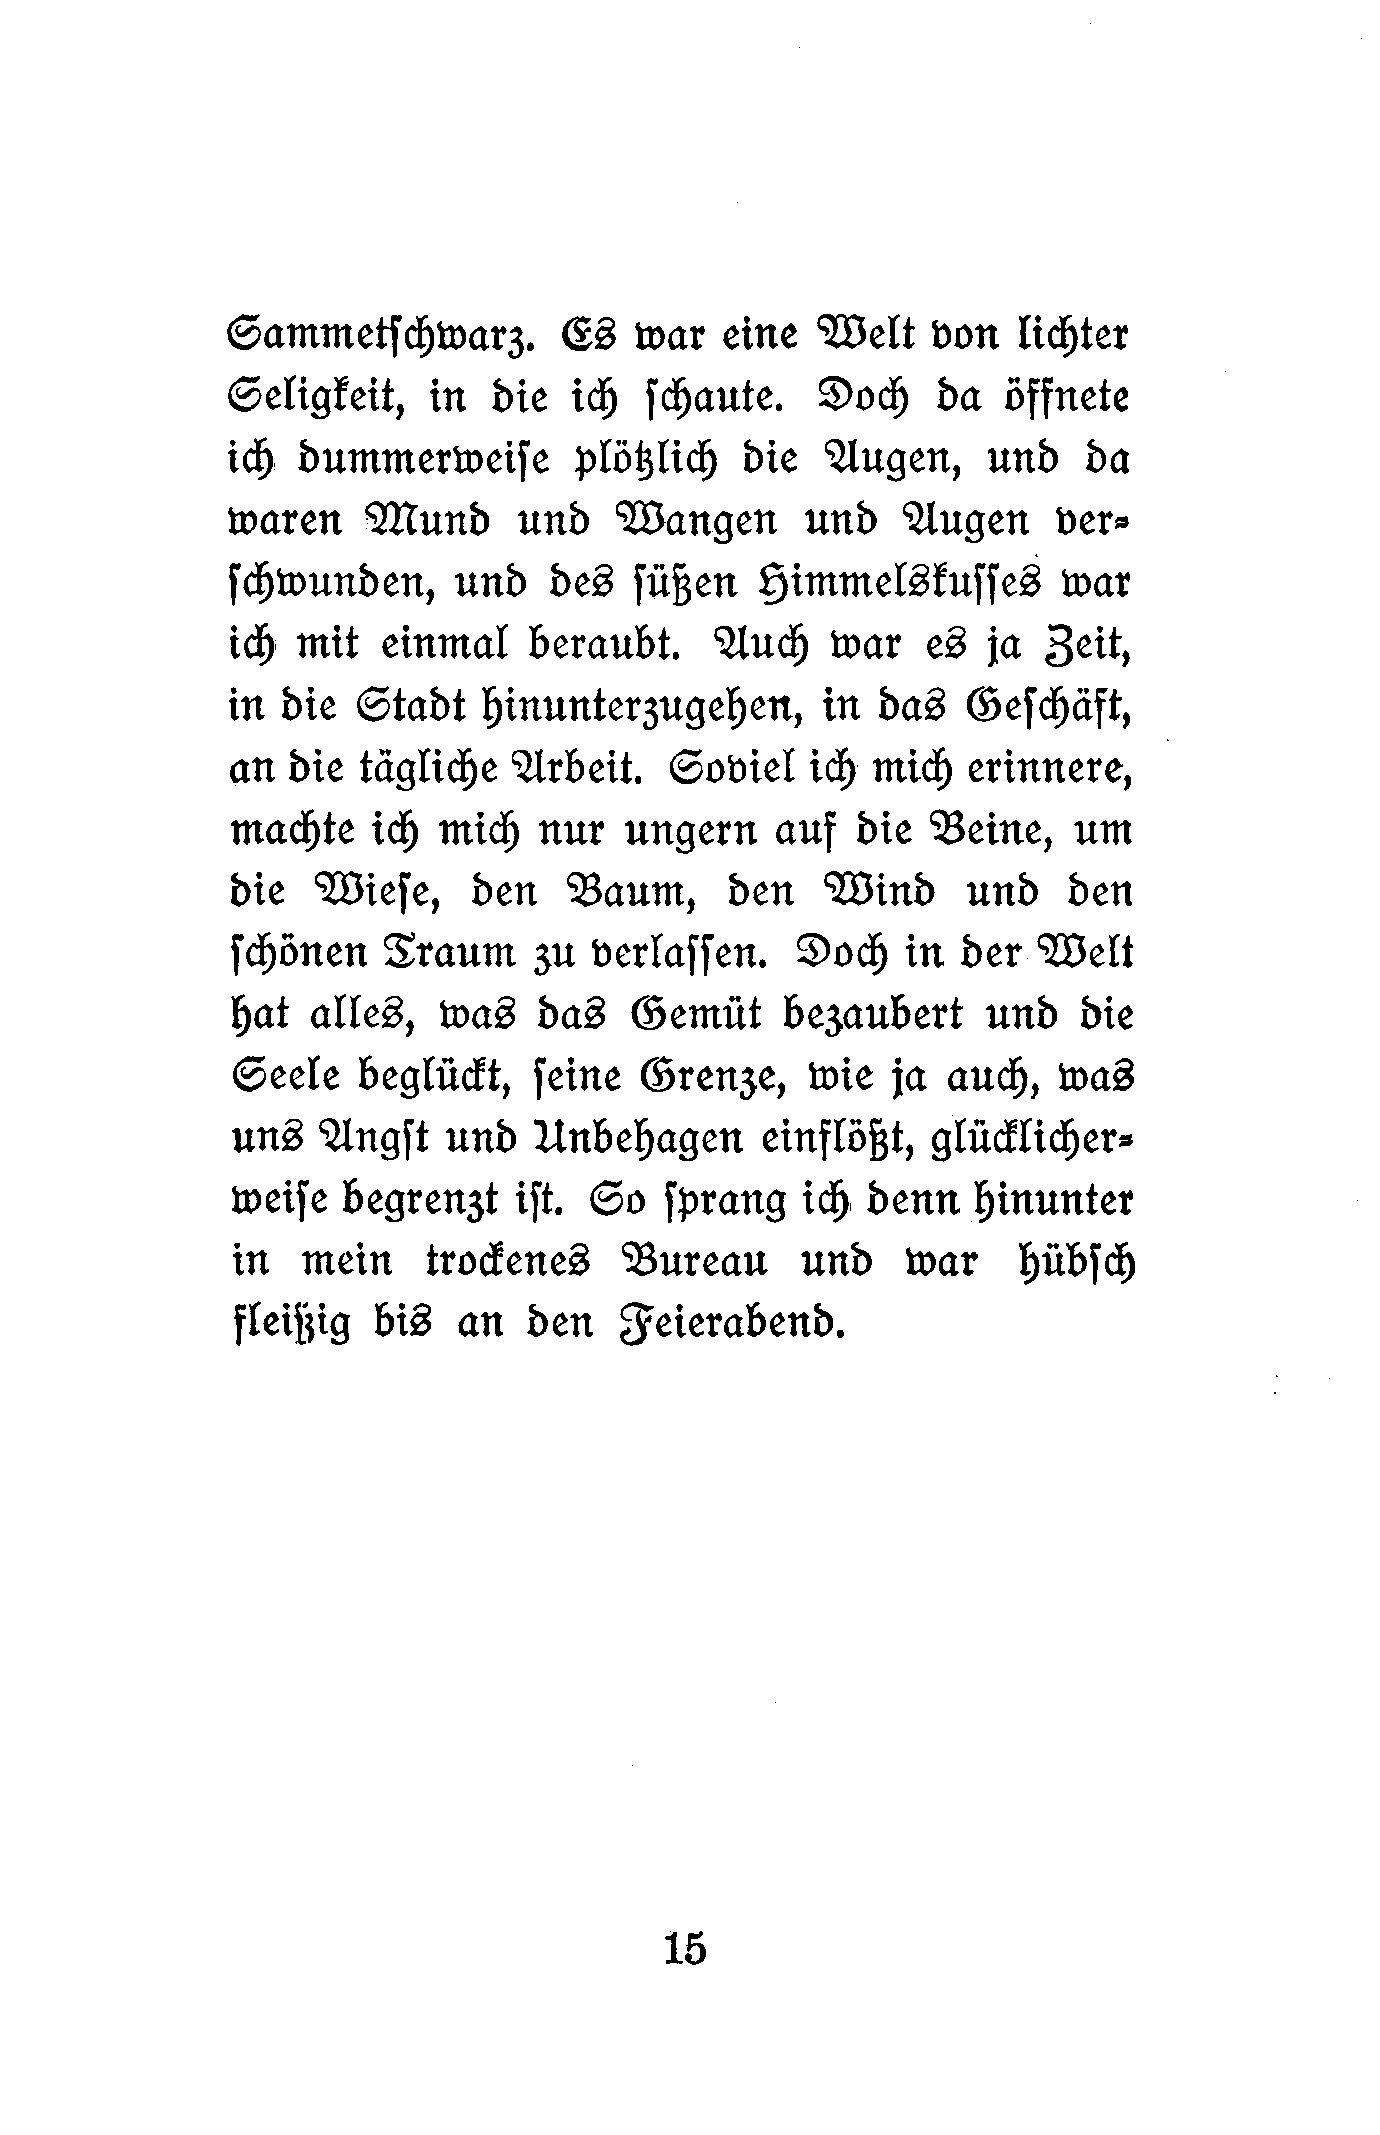 Sammetſchwarz. Es war eine Welt von lichter
Seligkeit, in die ich ſchaute. Doch da öffnete
ich dummerweiſe plötzlich die Augen, und da
waren Mund und Wangen und Augen ver⸗
ſchwunden, und des ſüßen Himmelskuſſes war
ich mit einmal beraubt. Auch war es ja Zeit,
in die Stadt hinunterzugehen, in das Geſchäft,
an die tägliche Arbeit. Soviel ich mich erinnere,
machte ich mich nur ungern auf die Beine, um
die Wieſe, den Baum, den Wind und den
ſchönen Traum zu verlaſſen. Doch in der Welt
hat alles, was das Gemüt bezaubert und die
Seele beglückt, ſeine Grenze, wie ja auch, was
uns Angſt und Unbehagen einflößt, glücklicher⸗
weiſe begrenzt iſt. So ſprang ich denn hinunter
in mein trockenes Bureau und war hübſch
fleißig bis an den Feierabend.
15